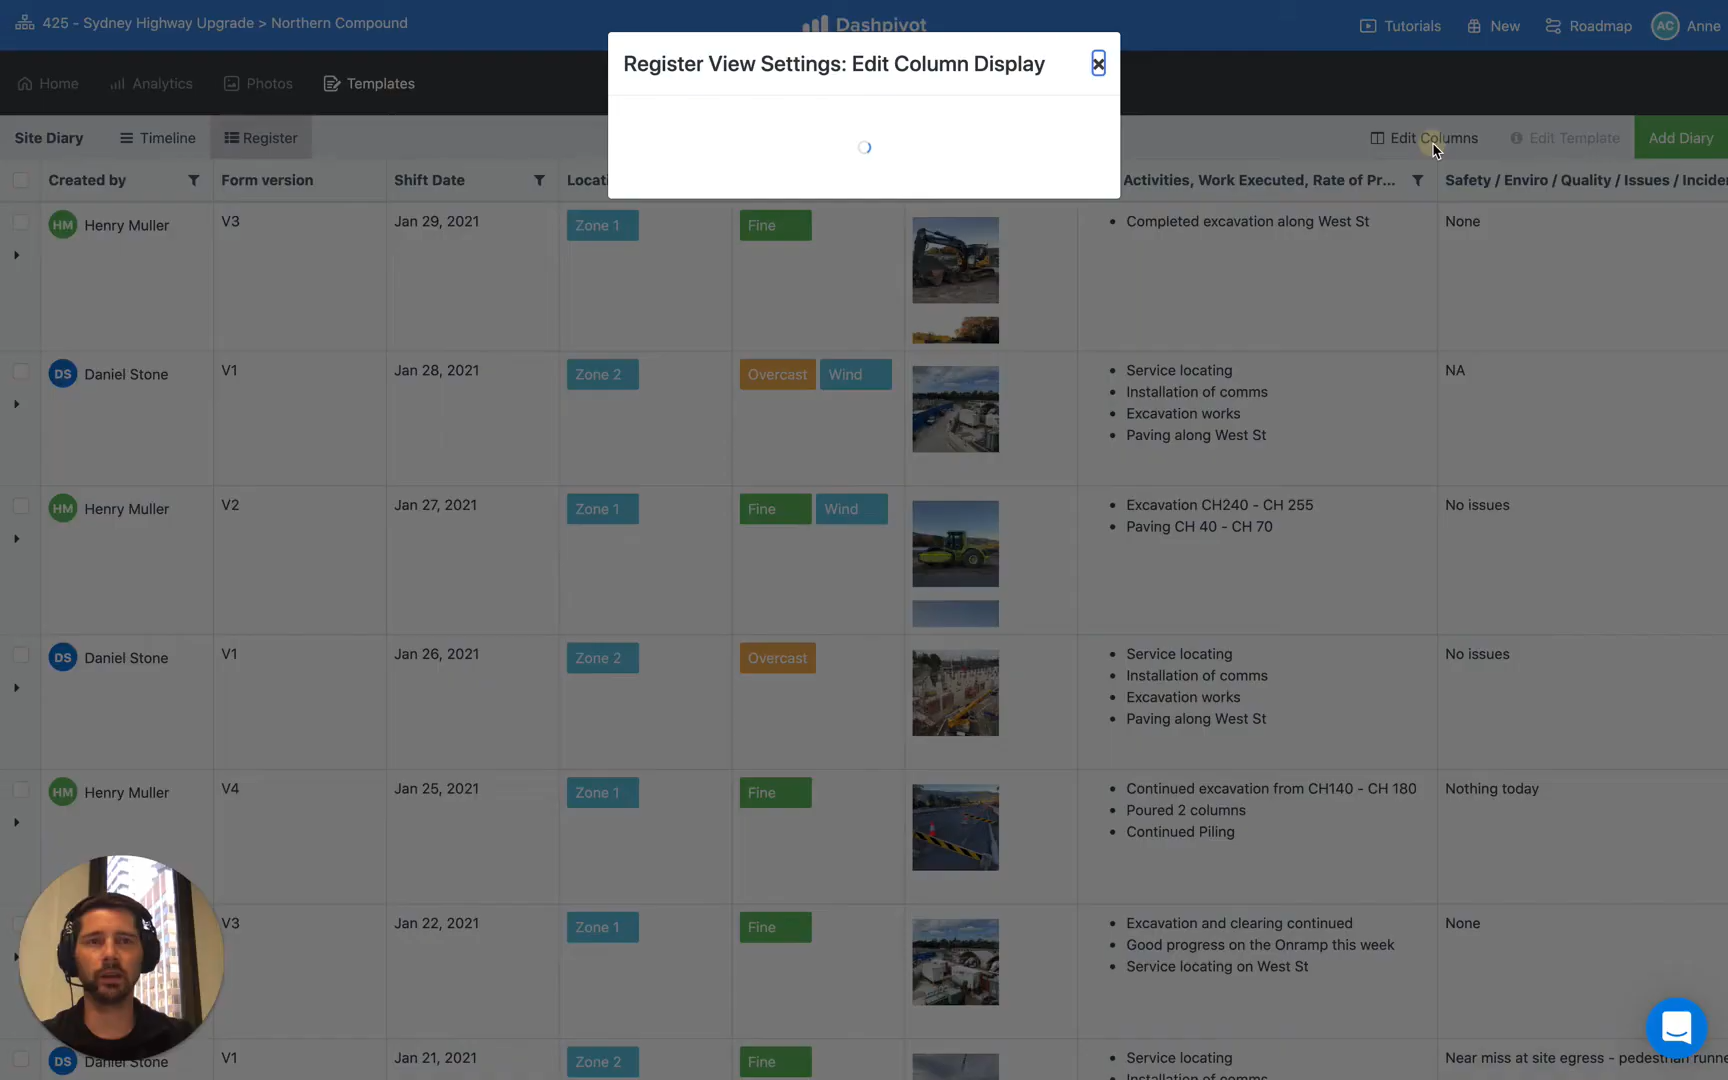 425 - Sydney Highway Upgrade > Northern Compound
Dashpivot
Tutorials
New
Roadmap
AC
Anne
Home
Analytics
Photos
Templates
Register View Settings: Edit Column Display
Site Diary
Timeline
Register
Edit Columns
Edit Template
Add Diary
Created by
Form version
Shift Date
Locati
Activities, Work Executed, Rate of Pr...
Safety / Enviro / Quality / Issues / Incide
HM Henry Muller
V3
Jan 29, 2021
Zone 1
Fine
Completed excavation along West St
None
DS Daniel Stone
V1
Jan 28, 2021
Zone 2
Overcast
Wind
Service locating
Installation of comms
Excavation works
Paving along West St
NA
HM Henry Muller
V2
Jan 27, 2021
Zone 1
Fine
Wind
Excavation CH240 - CH 255
Paving CH 40 - CH 70
No issues
DS Daniel Stone
V1
Jan 26, 2021
Zone 2
Overcast
Service locating
Installation of comms
Excavation works
Paving along West St
No issues
HM Henry Muller
V4
Jan 25, 2021
Zone 1
Fine
Continued excavation from CH140 - CH 180
Poured 2 columns
Continued Piling
Nothing today
V3
Jan 22, 2021
Zone 1
Fine
Excavation and clearing continued
Good progress on the Onramp this week
Service locating on West St
None
DS Daniel Stone
V1
Jan 21, 2021
Zone 2
Fine
Service locating
Installation of comms
Near miss at site egress - pedestrian runne